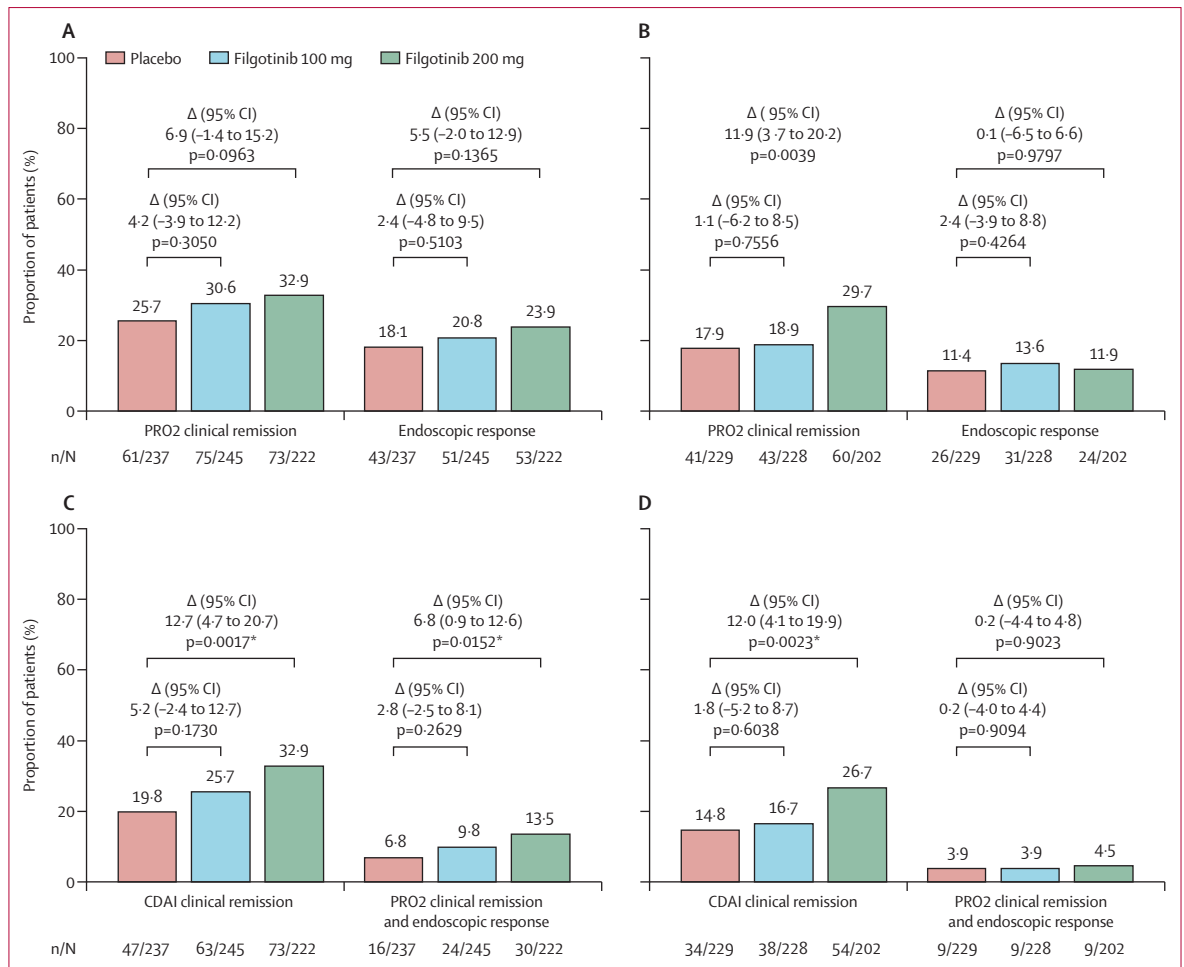 A
B
Placebo Filgotinib 100 mg Filgotinib 200 mg
Proportion of patients (%)
100
80
60
40
20
0
Δ (95% CI)
6·9 (–1·4 to 15·2)
p=0·0963
Δ (95% CI)
4·2 (–3·9 to 12·2)
p=0·3050
25·7
30·6
32·9
Δ (95% CI)
5·5 (–2·0 to 12·9)
p=0·1365
Δ (95% CI)
2·4 (–4·8 to 9·5)
p=0·5103
18·1
20·8
23·9
PRO2 clinical remission
Endoscopic response
n/N 61/237 75/245 73/222 43/237 51/245 53/222
Δ ( 95% CI)
11·9 (3 ·7 to 20·2)
p=0·0039
Δ (95% CI)
1·1 (–6·2 to 8·5)
p=0·7556
17·9
18·9
29·7
Δ (95% CI)
0·1 (–6·5 to 6·6)
p=0·9797
Δ (95% CI)
2·4 (–3·9 to 8·8)
p=0·4264
11·4
13·6
11·9
PRO2 clinical remission
Endoscopic response
41/229 43/228 60/202 26/229 31/228 24/202
C
D
Proportion of patients (%)
100
80
60
40
20
0
Δ (95% CI)
12·7 (4·7 to 20·7)
p=0·0017*
Δ (95% CI)
5·2 (–2·4 to 12·7)
p=0·1730
19·8
25·7
32·9
Δ (95% CI)
6·8 (0·9 to 12·6)
p=0·0152*
Δ (95% CI)
2·8 (–2·5 to 8·1)
p=0·2629
6·8
9·8
13·5
CDAI clinical remission
PRO2 clinical remission
and endoscopic response
n/N 47/237 63/245 73/222 16/237 24/245 30/222
Δ (95% CI)
12·0 (4·1 to 19·9)
p=0·0023*
Δ (95% CI)
1·8 (–5·2 to 8·7)
p=0·6038
14·8
16·7
26·7
Δ (95% CI)
0·2 (–4·4 to 4·8)
p=0·9023
Δ (95% CI)
0·2 (–4·0 to 4·4)
p=0·9094
3·9
3·9
4·5
CDAI clinical remission
PRO2 clinical remission
and endoscopic response
34/229 38/228 54/202 9/229 9/228 9/202